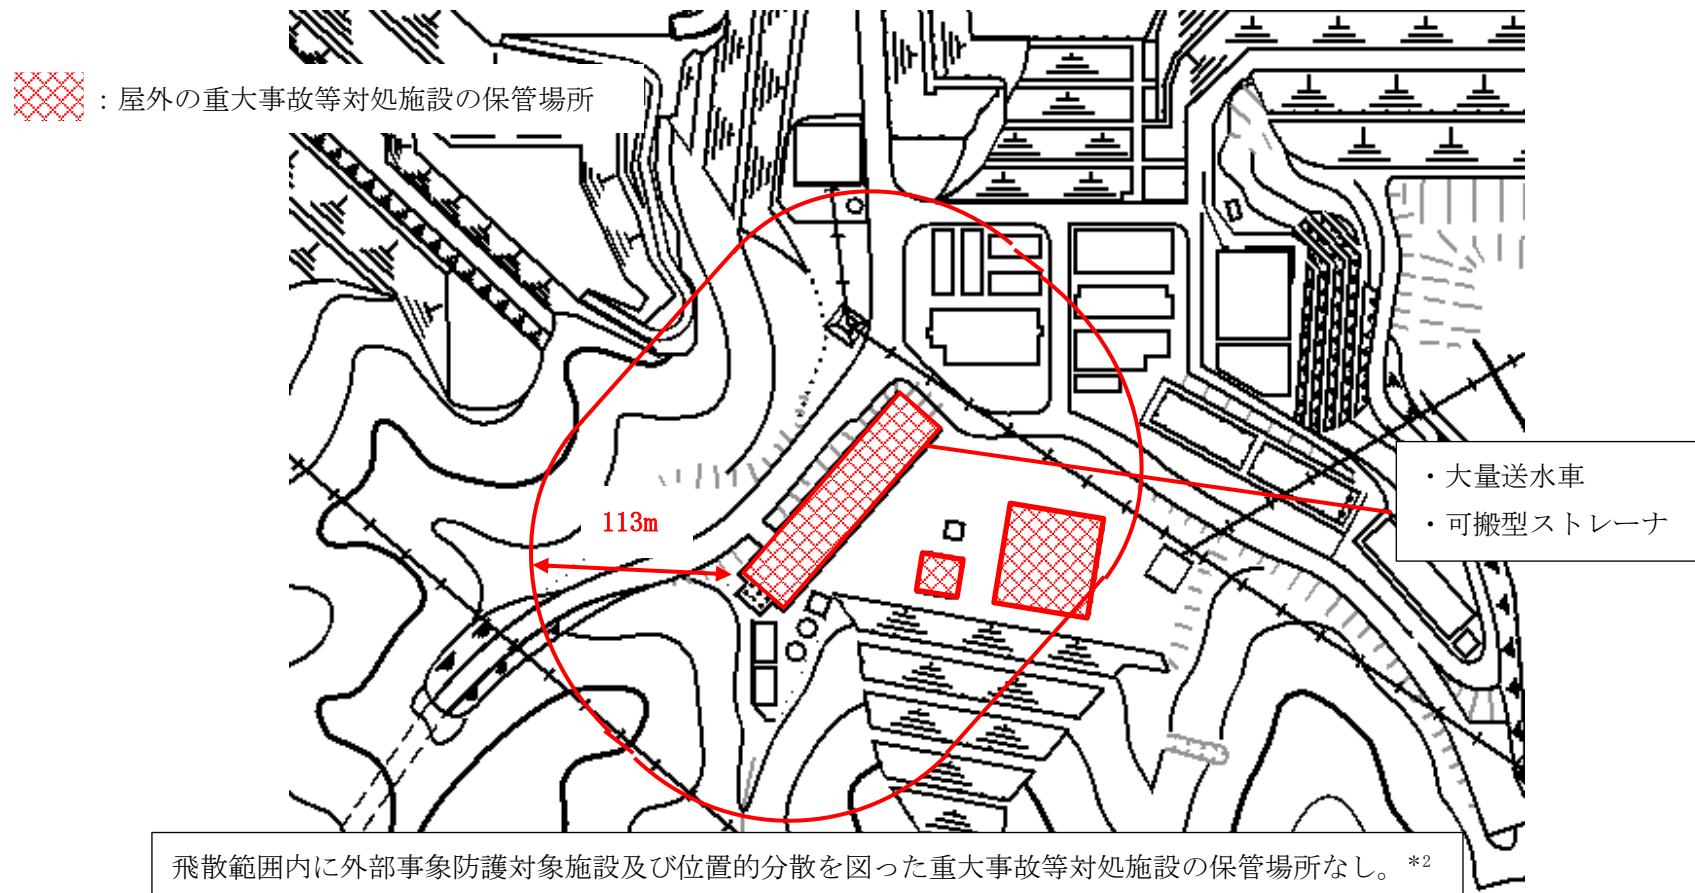 ：屋外の重大事故等対処施設の保管場所
113m
・大量送水車
・可搬型ストレーナ
飛散範囲内に外部事象防護対象施設及び位置的分散を図った重大事故等対処施設の保管場所なし。*2